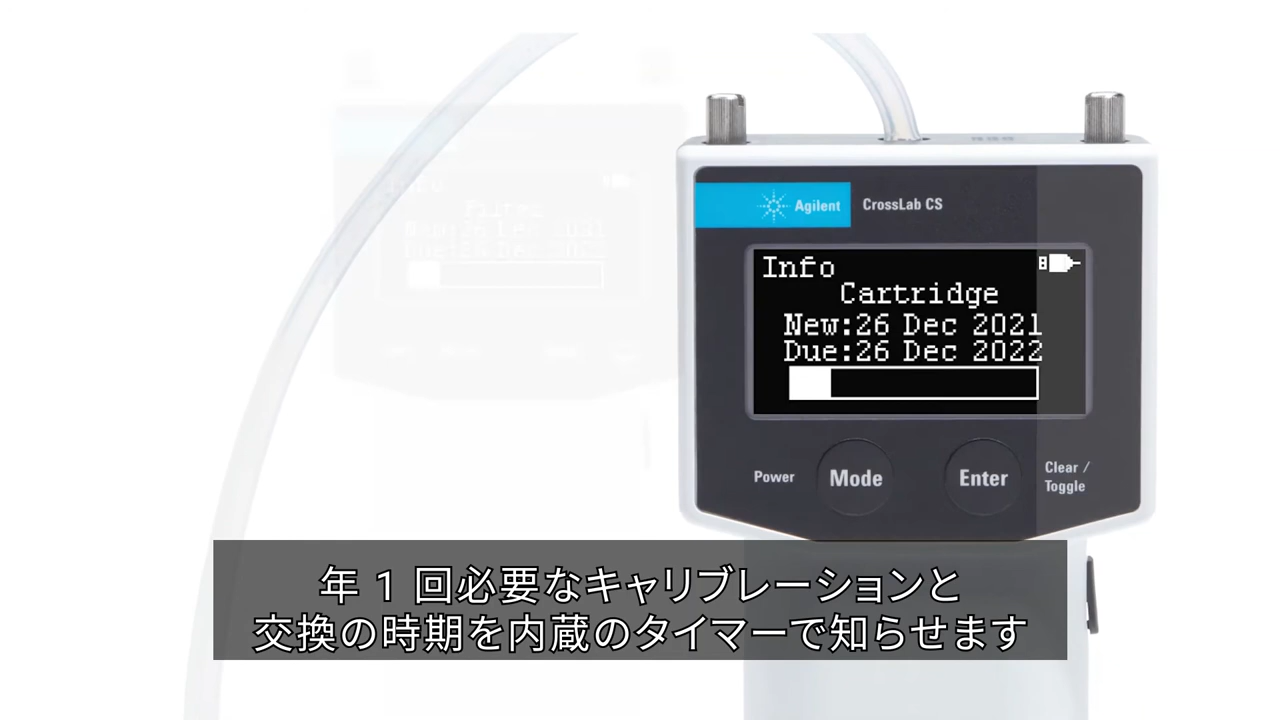 Agilent CrossLab CS
Info
Cartridge
New:26 Dec 2021
Due:26 Dec 2022
Power Mode Enter Clear / Toggle
年 1 回必要なキャリブレーションと
交換の時期を内蔵のタイマーで知らせます